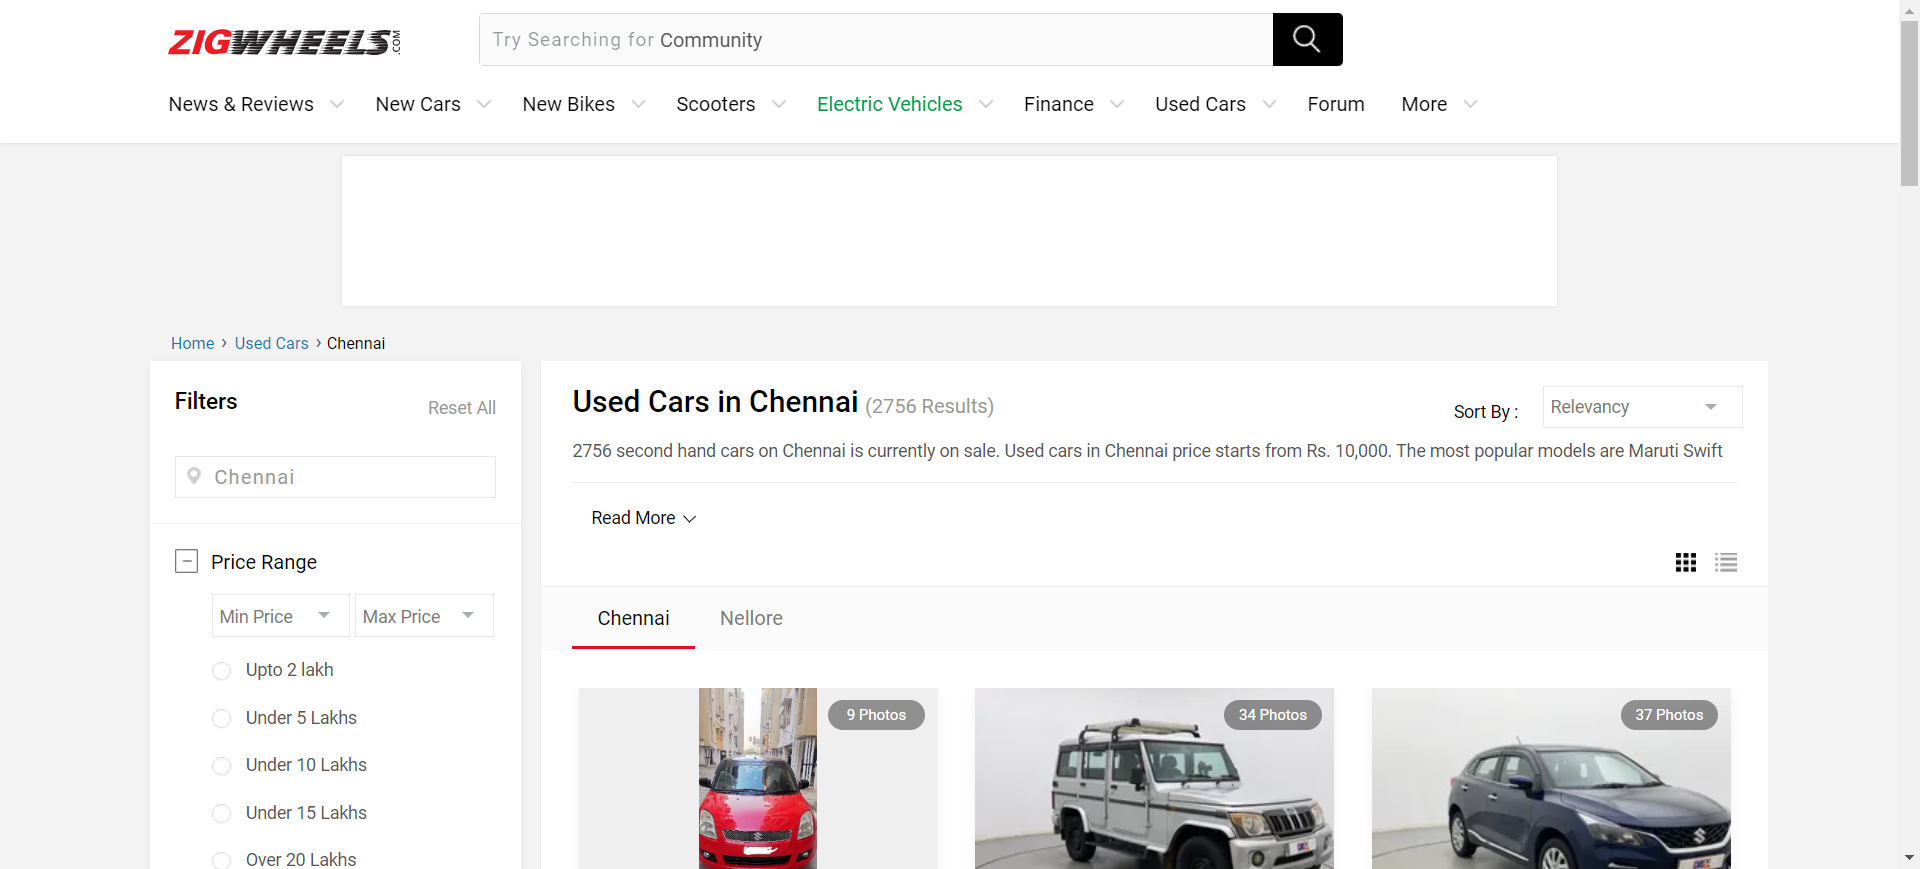 ZIGWHEELS.COM
Try Searching for Community
News & Reviews New Cars New Bikes Scooters Electric Vehicles Finance Used Cars Forum More
Home › Used Cars › Chennai
Filters
Reset All
Chennai
Price Range
Min Price Max Price
Upto 2 lakh
Under 5 Lakhs
Under 10 Lakhs
Under 15 Lakhs
Over 20 Lakhs
Used Cars in Chennai (2756 Results)
Sort By : Relevancy
2756 second hand cars on Chennai is currently on sale. Used cars in Chennai price starts from Rs. 10,000. The most popular models are Maruti Swift
Read More
Chennai Nellore
9 Photos
34 Photos
37 Photos